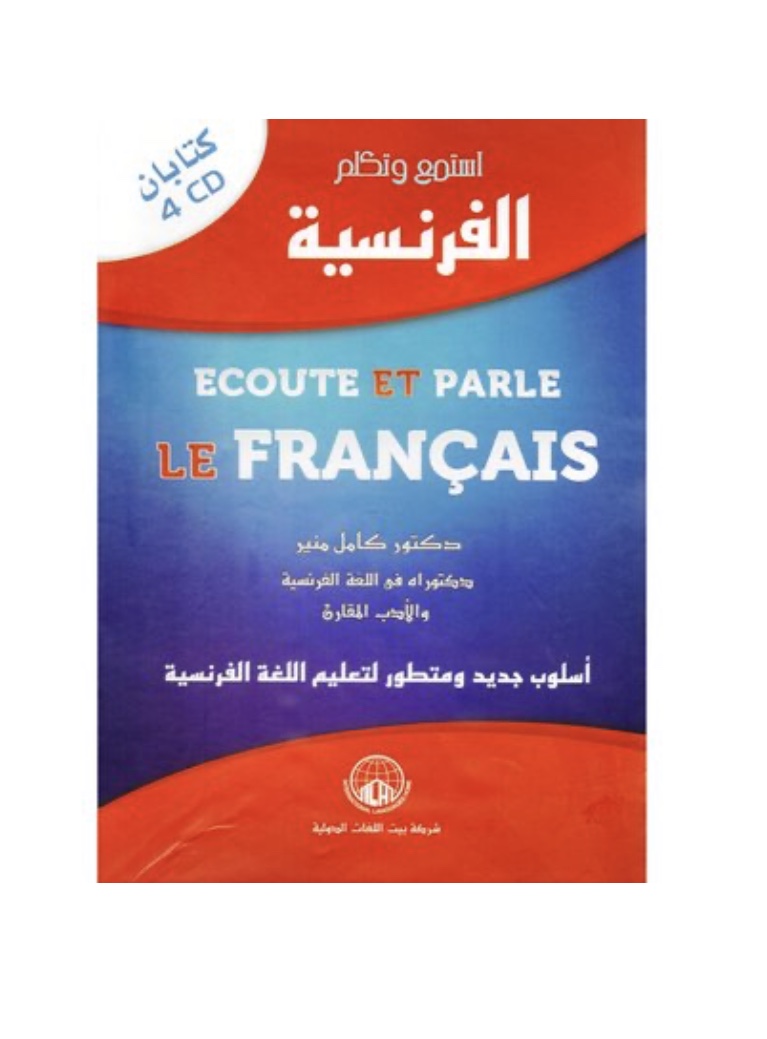 كتابان
4 CD
استمع وتكلم
الفرنسية
ECOUTE ET PARLE
LE FRANÇAIS
دكتور كامل منير
دكتوراه فى اللغة الفرنسية
والأدب المقارن
أسلوب جديد ومتطور لتعليم اللغة الفرنسية
شركة بيت اللغات الدولية